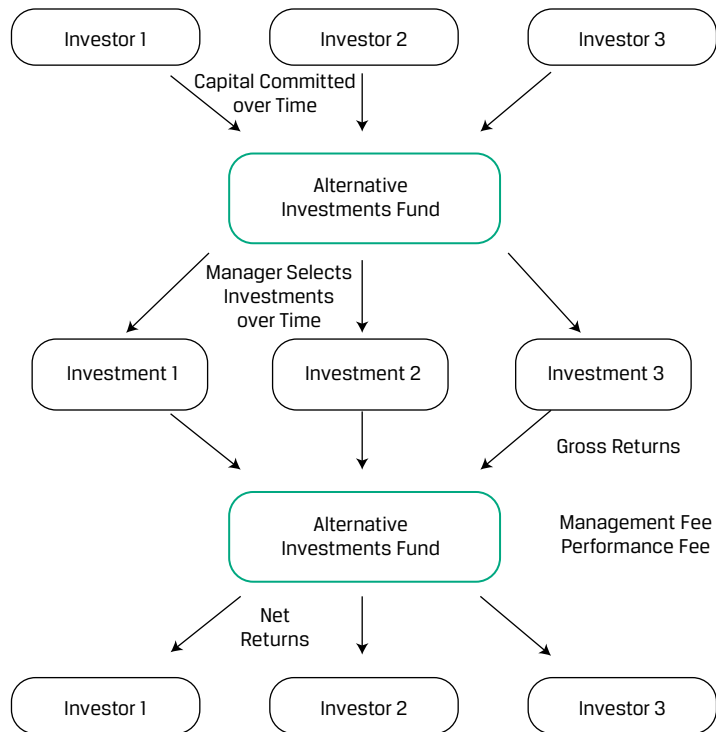 Investor 1
Investor 2
Investor 3
Capital Committed
over Time
Alternative
Investments Fund
Manager Selects
Investments
over Time
Investment 1
Investment 2
Investment 3
Gross Returns
Alternative
Investments Fund
Management Fee
Performance Fee
Net
Returns
Investor 1
Investor 2
Investor 3